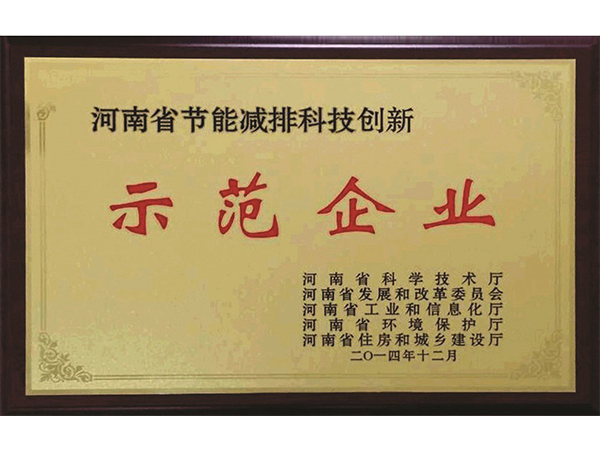 河南省节能减排科技创新
示范企业
河南省科学技术厅
河南省发展和改革委员会
河南省工业和信息化厅
河南省环境保护厅
河南省住房和城乡建设厅
二〇一四年十二月